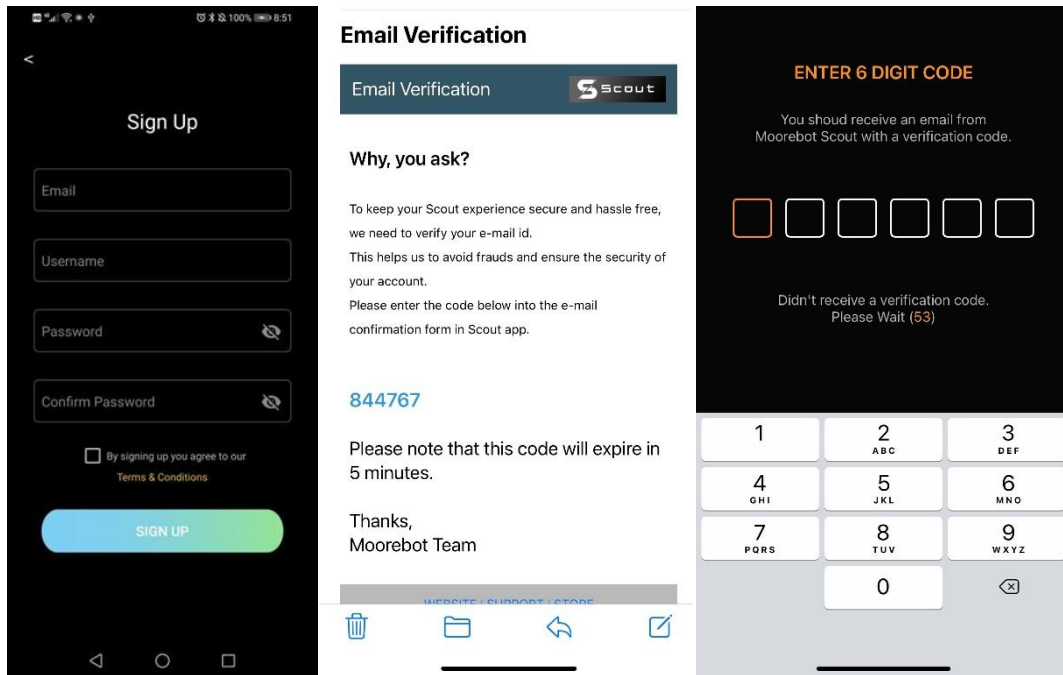 100% 8:51
<
Sign Up
Email
Username
Password
Confirm Password
By signing up you agree to our
Terms & Conditions
SIGN UP
Email Verification
Email Verification
Scout
Why, you ask?
To keep your Scout experience secure and hassle free,
we need to verify your e-mail id.
This helps us to avoid frauds and ensure the security of
your account.
Please enter the code below into the e-mail
confirmation form in Scout app.
844767
Please note that this code will expire in
5 minutes.
Thanks,
Moorebot Team
WEBSITE | SUPPORT | STORE
ENTER 6 DIGIT CODE
You shoud receive an email from
Moorebot Scout with a verification code.
Didn't receive a verification code.
Please Wait (53)
1 2 3
ABC DEF
4 5 6
GHI JKL MNO
7 8 9
PQRS TUV WXYZ
0